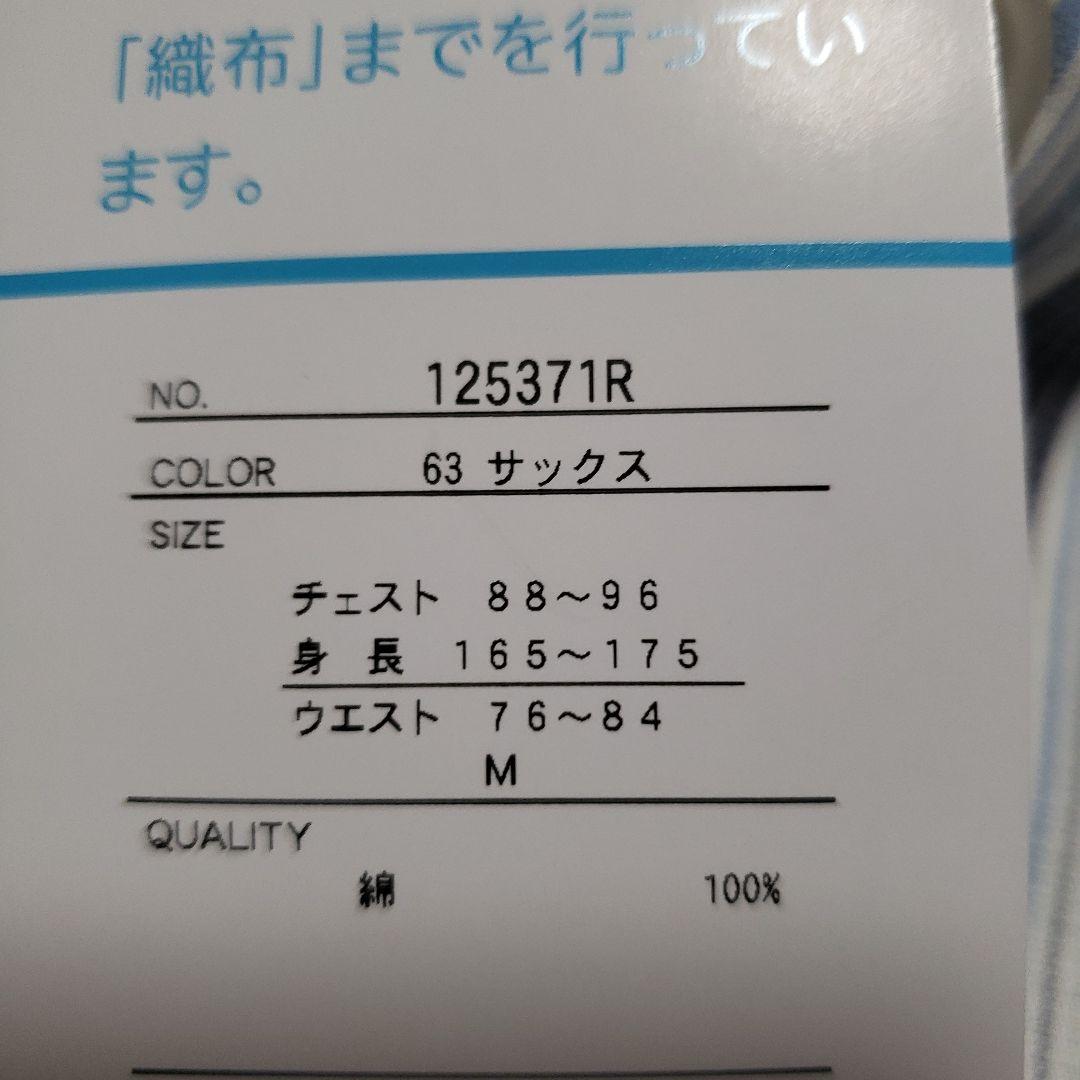 「織布」までを行ってい
ます。
NO. 125371R
COLOR 63 サックス
SIZE
チェスト 88～96
身 長 165～175
ウエスト 76～84
M
QUALITY
綿 100%